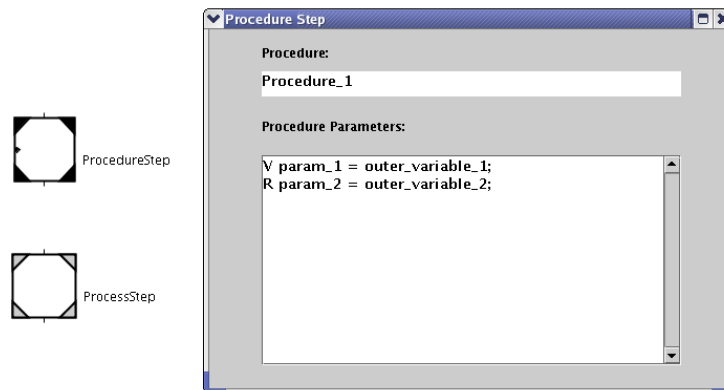 Procedure Step
Procedure:
Procedure_1
Procedure Parameters:
V param_1 = outer_variable_1;
R param_2 = outer_variable_2;
ProcedureStep
ProcessStep